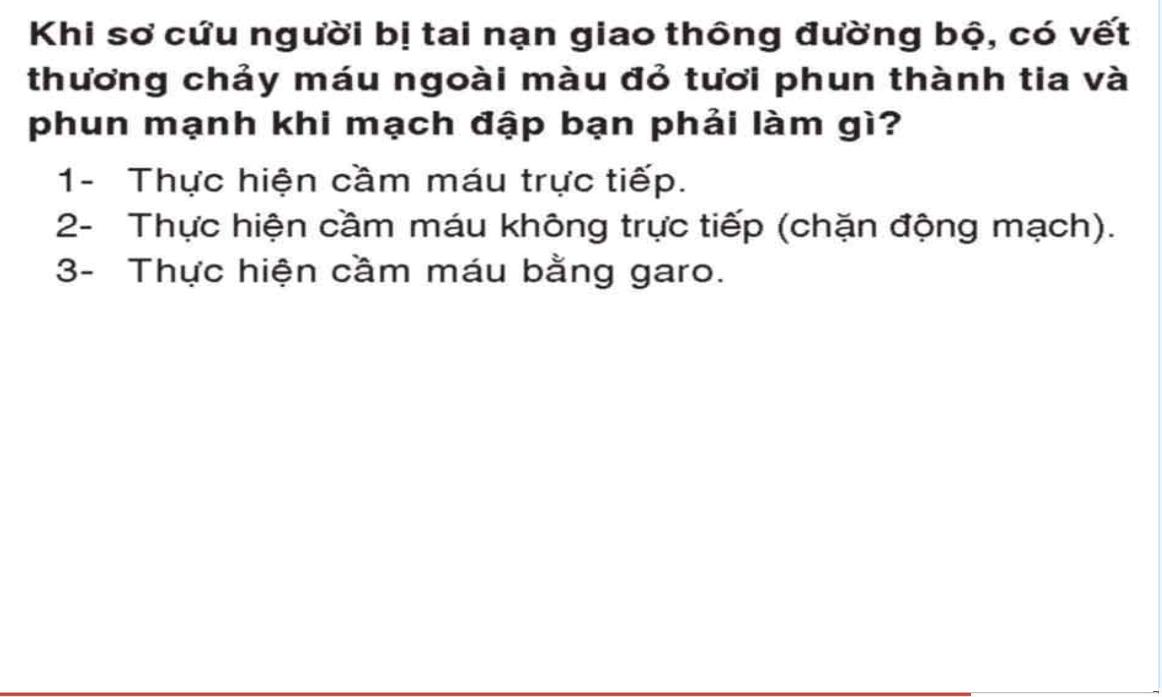 Khi sơ cứu người bị tai nạn giao thông đường bộ, có vết
thương chảy máu ngoài màu đỏ tươi phun thành tia và
phun mạnh khi mạch đập bạn phải làm gì?
1- Thực hiện cầm máu trực tiếp.
2- Thực hiện cầm máu không trực tiếp (chặn động mạch).
3- Thực hiện cầm máu bằng garo.